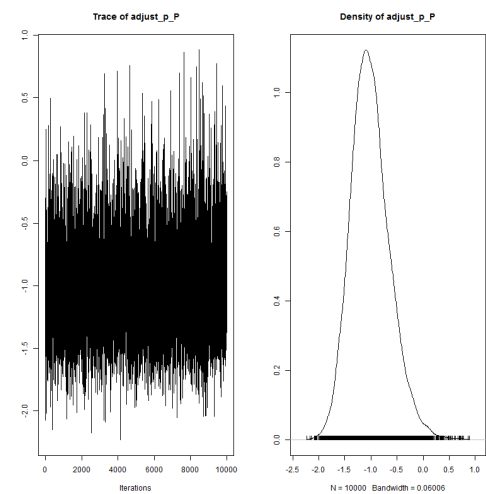 Trace of adjust_p_P
1.0
0.5
0.0
-0.5
-1.0
-1.5
-2.0
0 2000 4000 6000 8000 10000
Iterations
Density of adjust_p_P
1.0
0.8
0.6
0.4
0.2
0.0
-2.5 -2.0 -1.5 -1.0 -0.5 0.0 0.5 1.0
N = 10000 Bandwidth = 0.06006